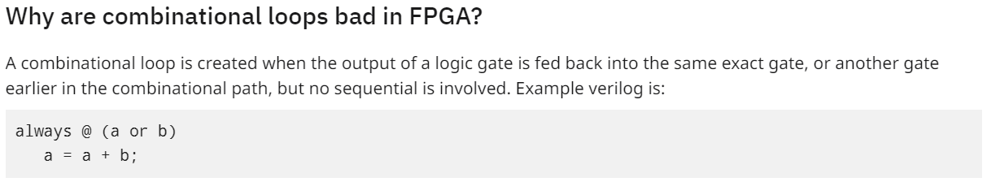 Why are combinational loops bad in FPGA?
A combinational loop is created when the output of a logic gate is fed back into the same exact gate, or another gate
earlier in the combinational path, but no sequential is involved. Example verilog is:
always @ (a or b)
a = a + b;